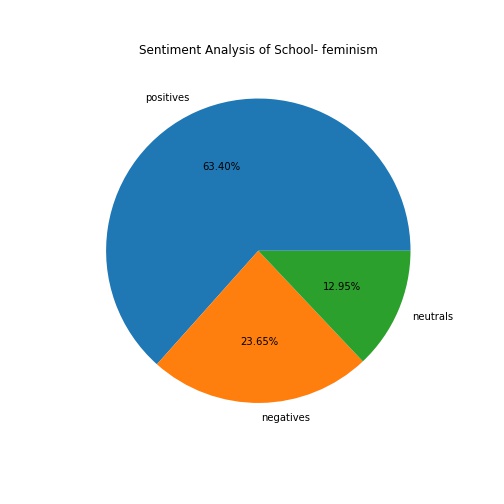 Sentiment Analysis of School- feminism
positives
63.40%
12.95%
neutrals
23.65%
negatives